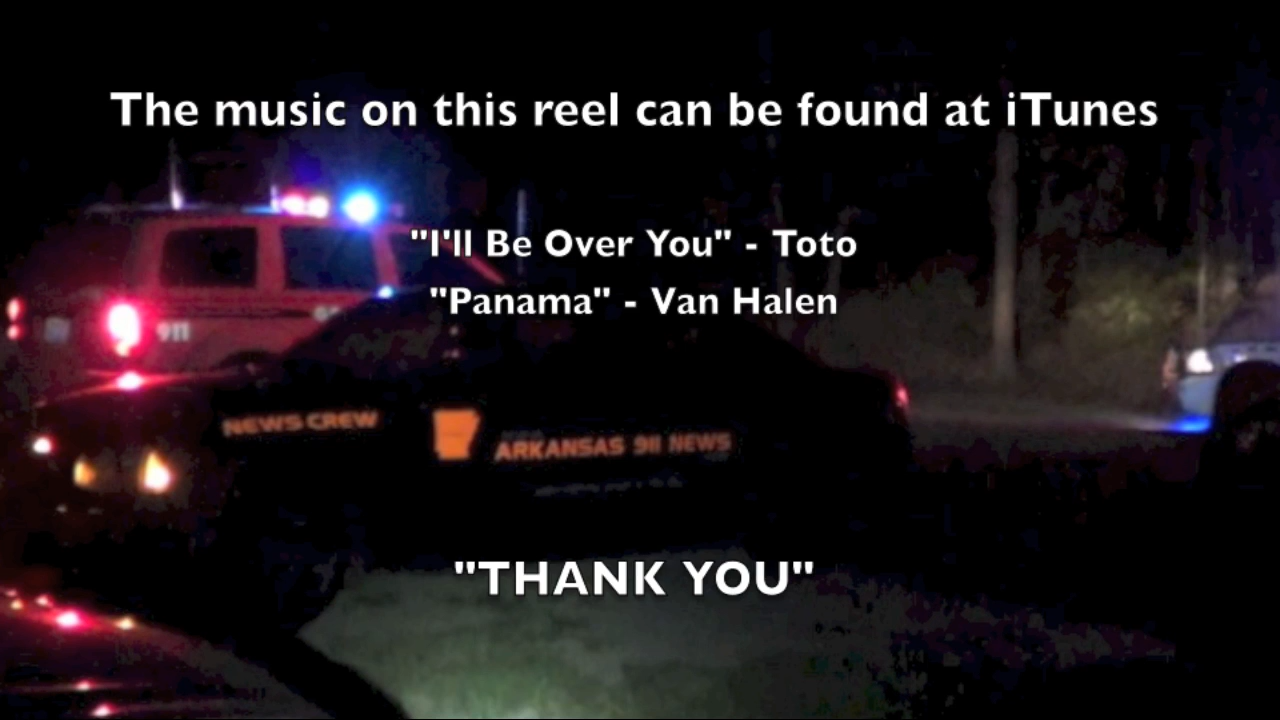 The music on this reel can be found at iTunes
"I'll Be Over You" - Toto
"Panama" - Van Halen
911
NEWS CREW
ARKANSAS 911 NEWS
"THANK YOU"